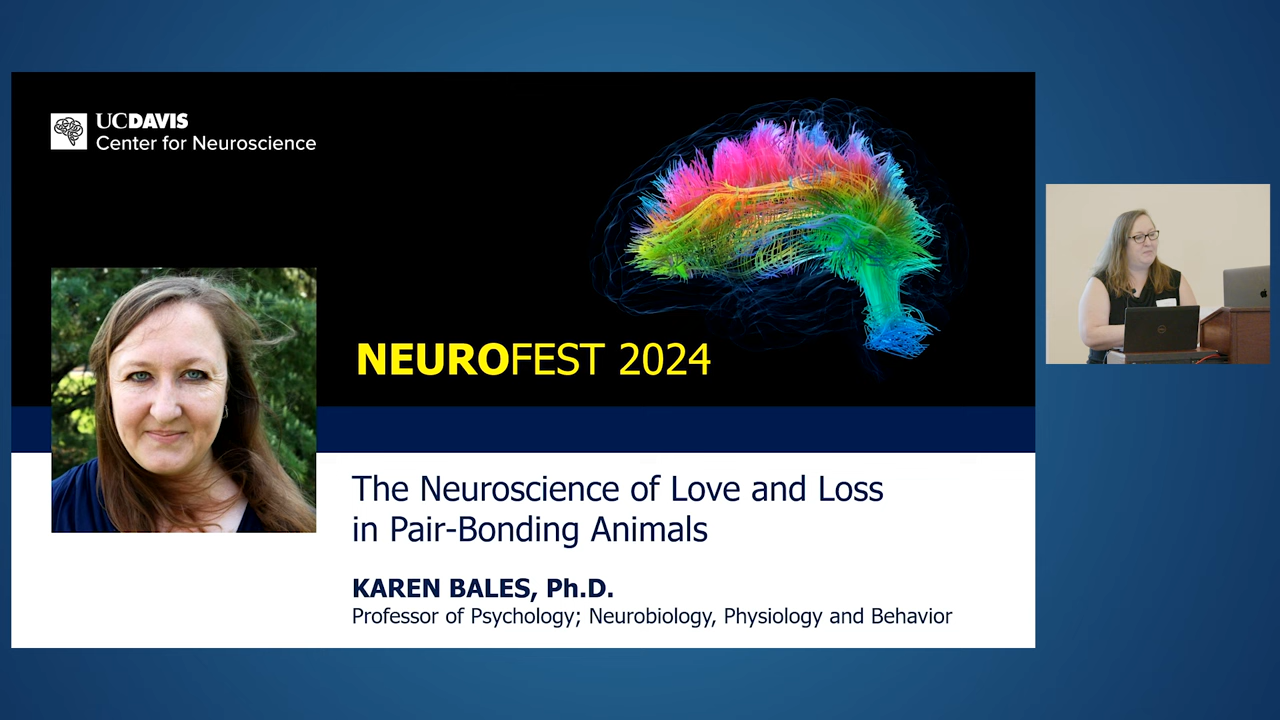 UCDAVIS
Center for Neuroscience
NEUROFEST 2024
The Neuroscience of Love and Loss
in Pair-Bonding Animals
KAREN BALES, Ph.D.
Professor of Psychology; Neurobiology, Physiology and Behavior